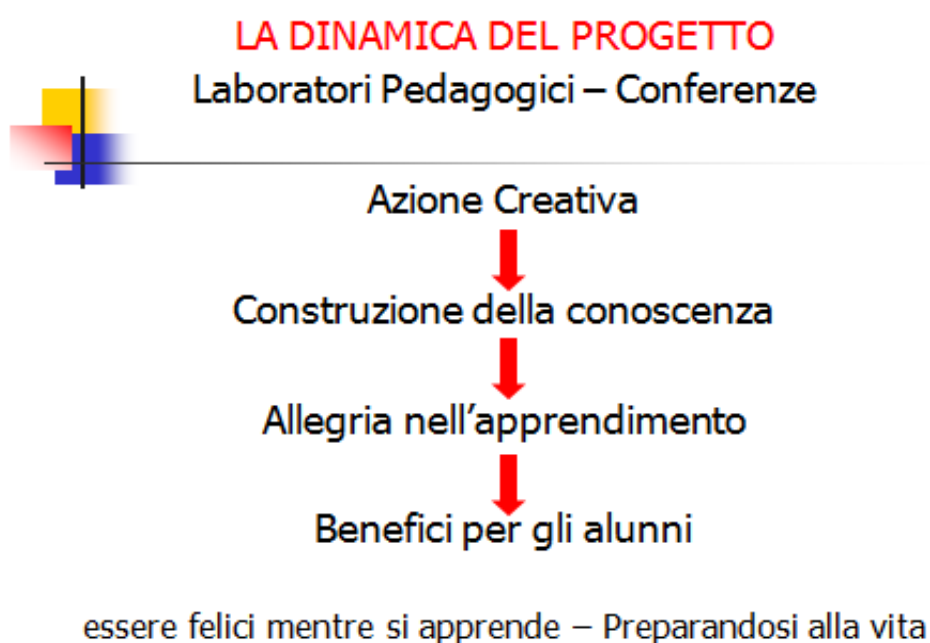 LA DINAMICA DEL PROGETTO
Laboratori Pedagogici – Conferenze
Azione Creativa
Construzione della conoscenza
Allegria nell'apprendimento
Benefici per gli alunni
essere felici mentre si apprende – Preparandosi alla vita